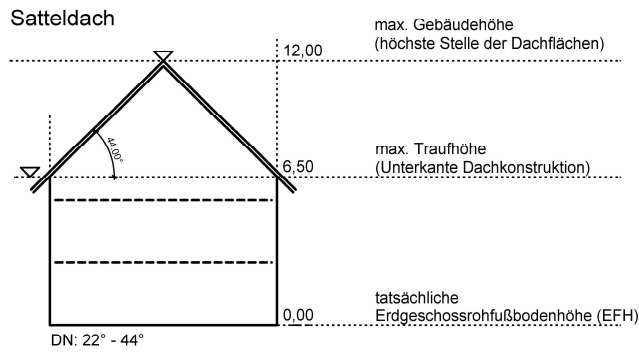 Satteldach
max. Gebäudehöhe
12,00
(höchste Stelle der Dachflächen)
44.00°
max. Traufhöhe
6,50
(Unterkante Dachkonstruktion)
tatsächliche
0,00
Erdgeschossrohfußbodenhöhe (EFH)
DN: 22° - 44°